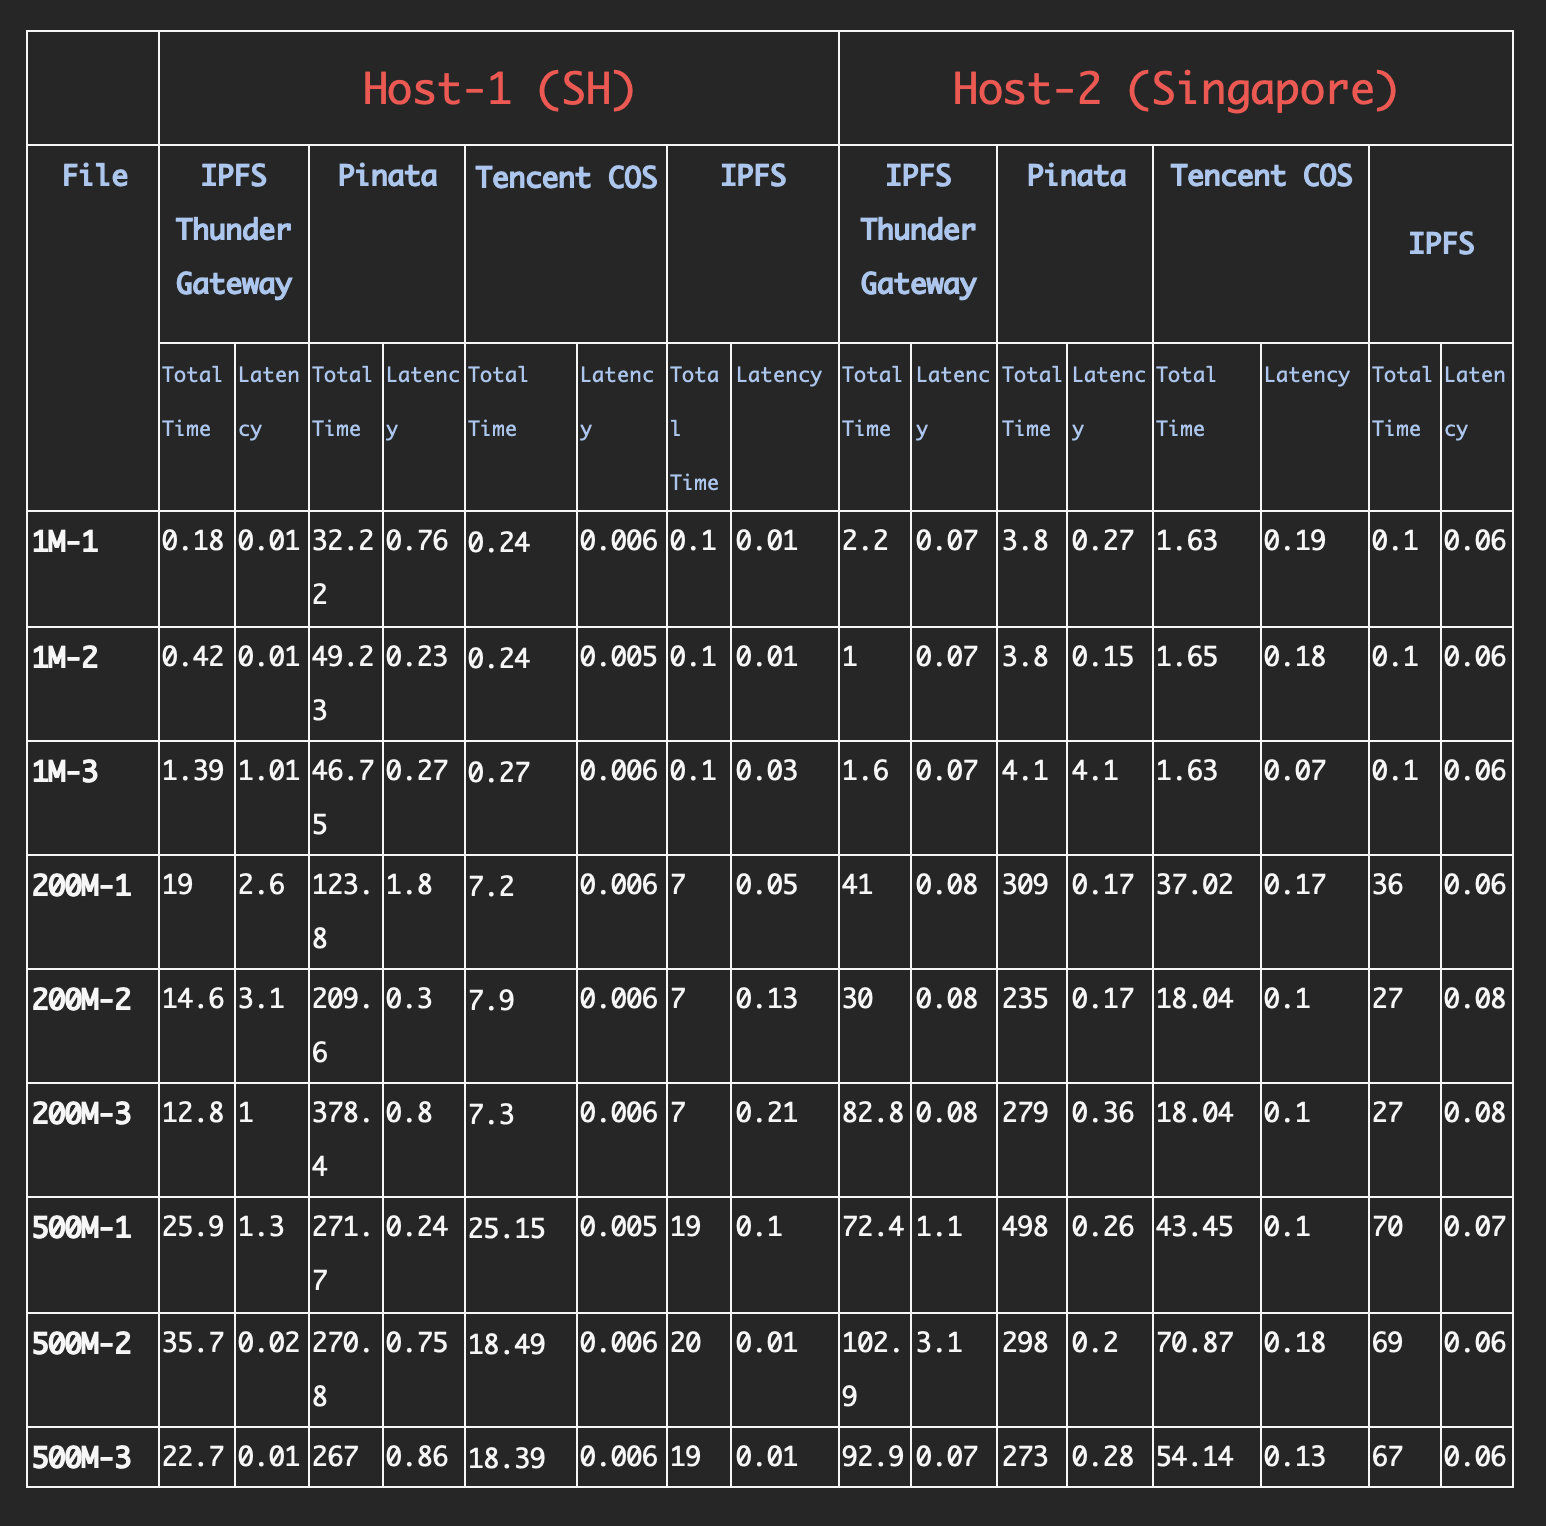 Host-1 (SH) Host-2 (Singapore)
File IPFS Thunder Gateway Pinata Tencent COS IPFS IPFS Thunder Gateway Pinata Tencent COS IPFS
Total Time Latency Total Time Latency Total Time Latency Total Time Latency Total Time Latency Total Time Latency Total Time Latency Total Time Latency
1M-1 0.18 0.01 32.22 0.76 0.24 0.006 0.1 0.01 2.2 0.07 3.8 0.27 1.63 0.19 0.1 0.06
1M-2 0.42 0.01 49.23 0.23 0.24 0.005 0.1 0.01 1 0.07 3.8 0.15 1.65 0.18 0.1 0.06
1M-3 1.39 1.01 46.75 0.27 0.27 0.006 0.1 0.03 1.6 0.07 4.1 4.1 1.63 0.07 0.1 0.06
200M-1 19 2.6 123.8 1.8 7.2 0.006 7 0.05 41 0.08 309 0.17 37.02 0.17 36 0.06
200M-2 14.6 3.1 209.6 0.3 7.9 0.006 7 0.13 30 0.08 235 0.17 18.04 0.1 27 0.08
200M-3 12.8 1 378.4 0.8 7.3 0.006 7 0.21 82.8 0.08 279 0.36 18.04 0.1 27 0.08
500M-1 25.9 1.3 271.7 0.24 25.15 0.005 19 0.1 72.4 1.1 498 0.26 43.45 0.1 70 0.07
500M-2 35.7 0.02 270.8 0.75 18.49 0.006 20 0.01 102.9 3.1 298 0.2 70.87 0.18 69 0.06
500M-3 22.7 0.01 267 0.86 18.39 0.006 19 0.01 92.9 0.07 273 0.28 54.14 0.13 67 0.06